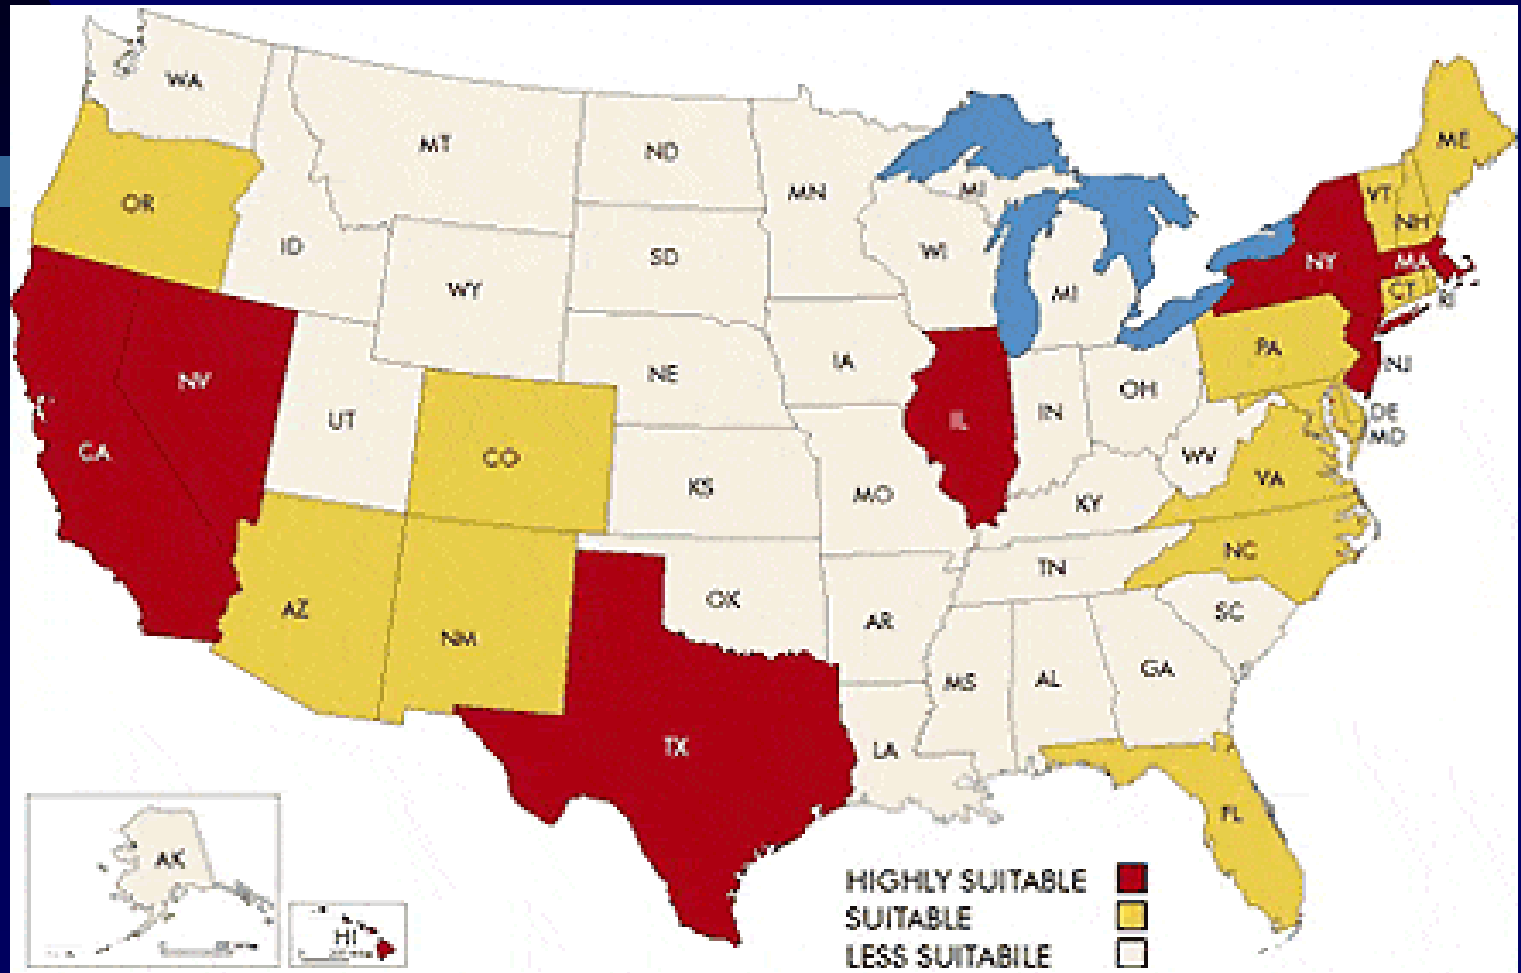 WA
MT
ND
MN
ME
OR
ID
SD
WI
MI
VT
NH
WY
MI
NY
MA
CT
RI
NV
UT
NE
IA
PA
NJ
CA
CO
KS
MO
IL
IN
OH
WV
DE
MD
VA
KY
AZ
NM
OK
AR
TN
NC
SC
MS
AL
GA
TX
LA
FL
AK
HI
HIGHLY SUITABLE
SUITABLE
LESS SUITABILE